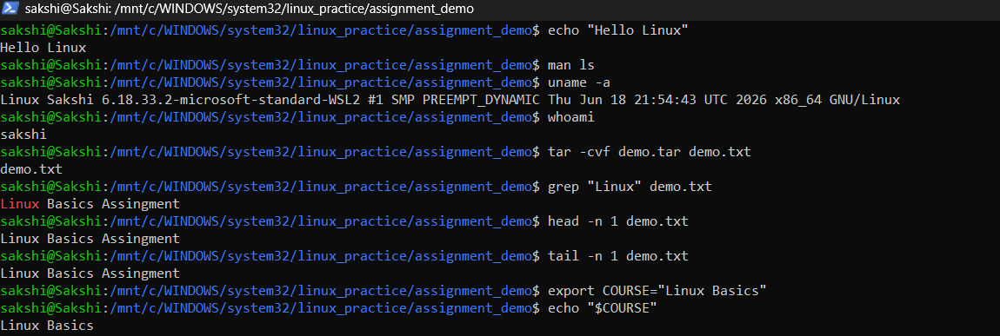 sakshi@Sakshi: /mnt/c/WINDOWS/system32/linux_practice/assignment_demo
sakshi@Sakshi:/mnt/c/WINDOWS/system32/linux_practice/assignment_demo$ echo "Hello Linux"
Hello Linux
sakshi@Sakshi:/mnt/c/WINDOWS/system32/linux_practice/assignment_demo$ man ls
sakshi@Sakshi:/mnt/c/WINDOWS/system32/linux_practice/assignment_demo$ uname -a
Linux Sakshi 6.18.33.2-microsoft-standard-WSL2 #1 SMP PREEMPT_DYNAMIC Thu Jun 18 21:54:43 UTC 2026 x86_64 GNU/Linux
sakshi@Sakshi:/mnt/c/WINDOWS/system32/linux_practice/assignment_demo$ whoami
sakshi
sakshi@Sakshi:/mnt/c/WINDOWS/system32/linux_practice/assignment_demo$ tar -cvf demo.tar demo.txt
demo.txt
sakshi@Sakshi:/mnt/c/WINDOWS/system32/linux_practice/assignment_demo$ grep "Linux" demo.txt
Linux Basics Assingment
sakshi@Sakshi:/mnt/c/WINDOWS/system32/linux_practice/assignment_demo$ head -n 1 demo.txt
Linux Basics Assingment
sakshi@Sakshi:/mnt/c/WINDOWS/system32/linux_practice/assignment_demo$ tail -n 1 demo.txt
Linux Basics Assingment
sakshi@Sakshi:/mnt/c/WINDOWS/system32/linux_practice/assignment_demo$ export COURSE="Linux Basics"
sakshi@Sakshi:/mnt/c/WINDOWS/system32/linux_practice/assignment_demo$ echo "$COURSE"
Linux Basics